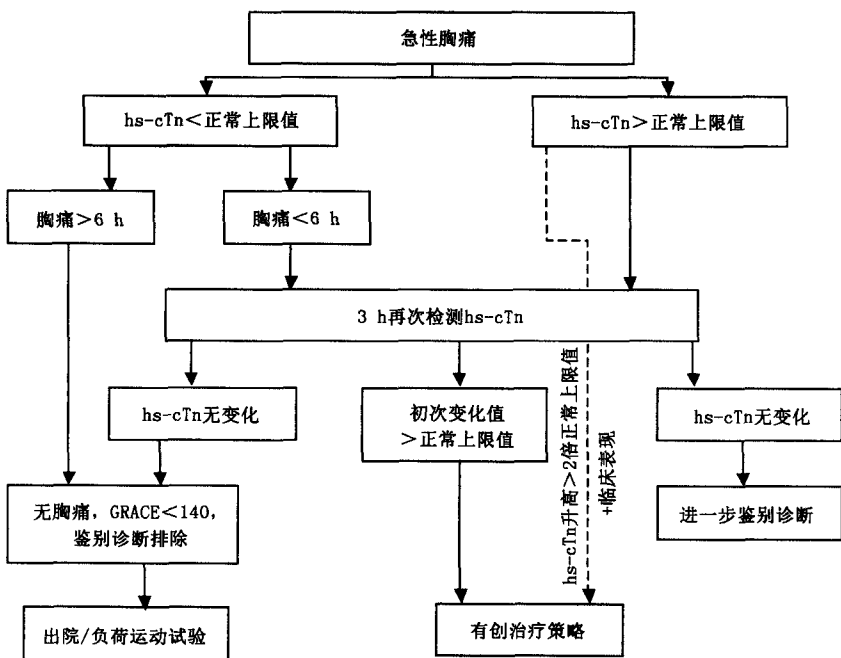 急性胸痛
hs-cTn＜正常上限值
hs-cTn＞正常上限值
胸痛＞6 h
胸痛＜6 h
3 h再次检测hs-cTn
hs-cTn无变化
初次变化值
＞正常上限值
hs-cTn升高＞2倍正常上限值
+临床表现
hs-cTn无变化
无胸痛，GRACE＜140，
鉴别诊断排除
进一步鉴别诊断
出院/负荷运动试验
有创治疗策略